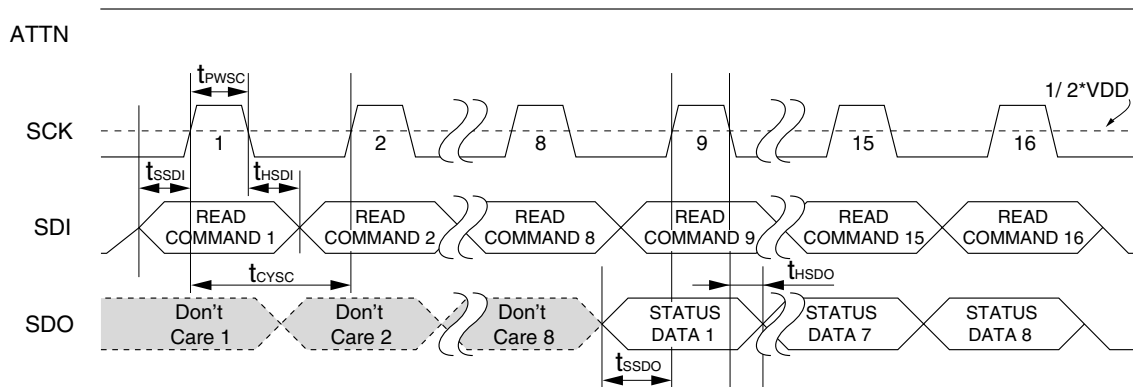 ATTN
tPWSC
1/ 2*VDD
SCK
1
2
8
9
15
16
tSSDI
tHSDI
SDI
READ
COMMAND 1
READ
COMMAND 2
READ
COMMAND 8
READ
COMMAND 9
READ
COMMAND 15
READ
COMMAND 16
tCYSC
tHSDO
SDO
Don't
Care 1
Don't
Care 2
Don't
Care 8
STATUS
DATA 1
STATUS
DATA 7
STATUS
DATA 8
tSSDO